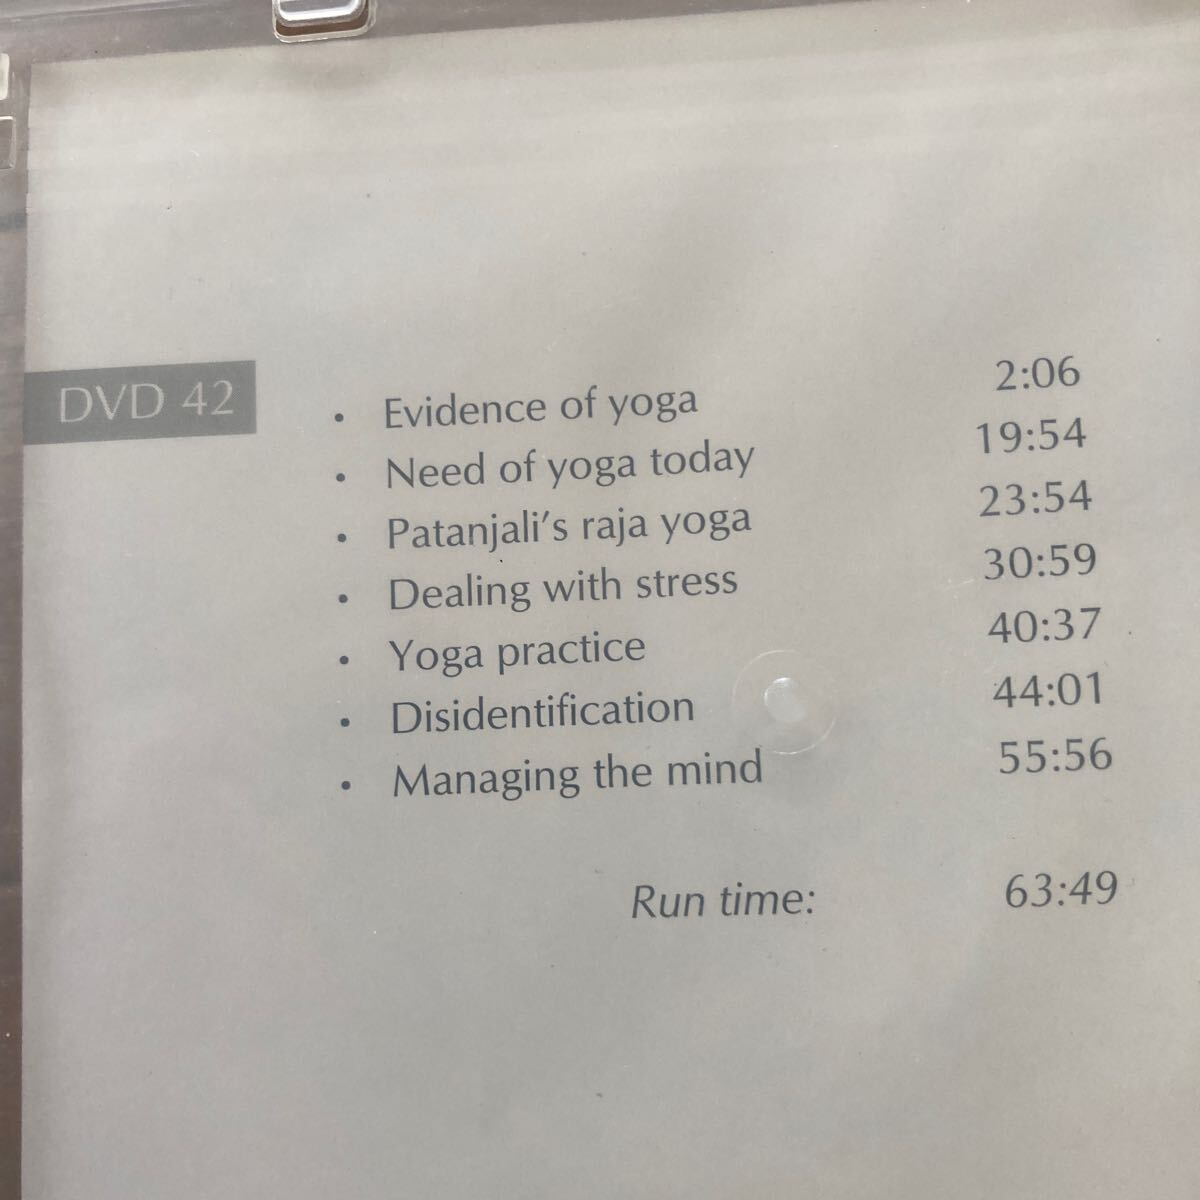 DVD 42
• Evidence of yoga 2:06
• Need of yoga today 19:54
• Patanjali's raja yoga 23:54
• Dealing with stress 30:59
• Yoga practice 40:37
• Disidentification 44:01
• Managing the mind 55:56
Run time: 63:49